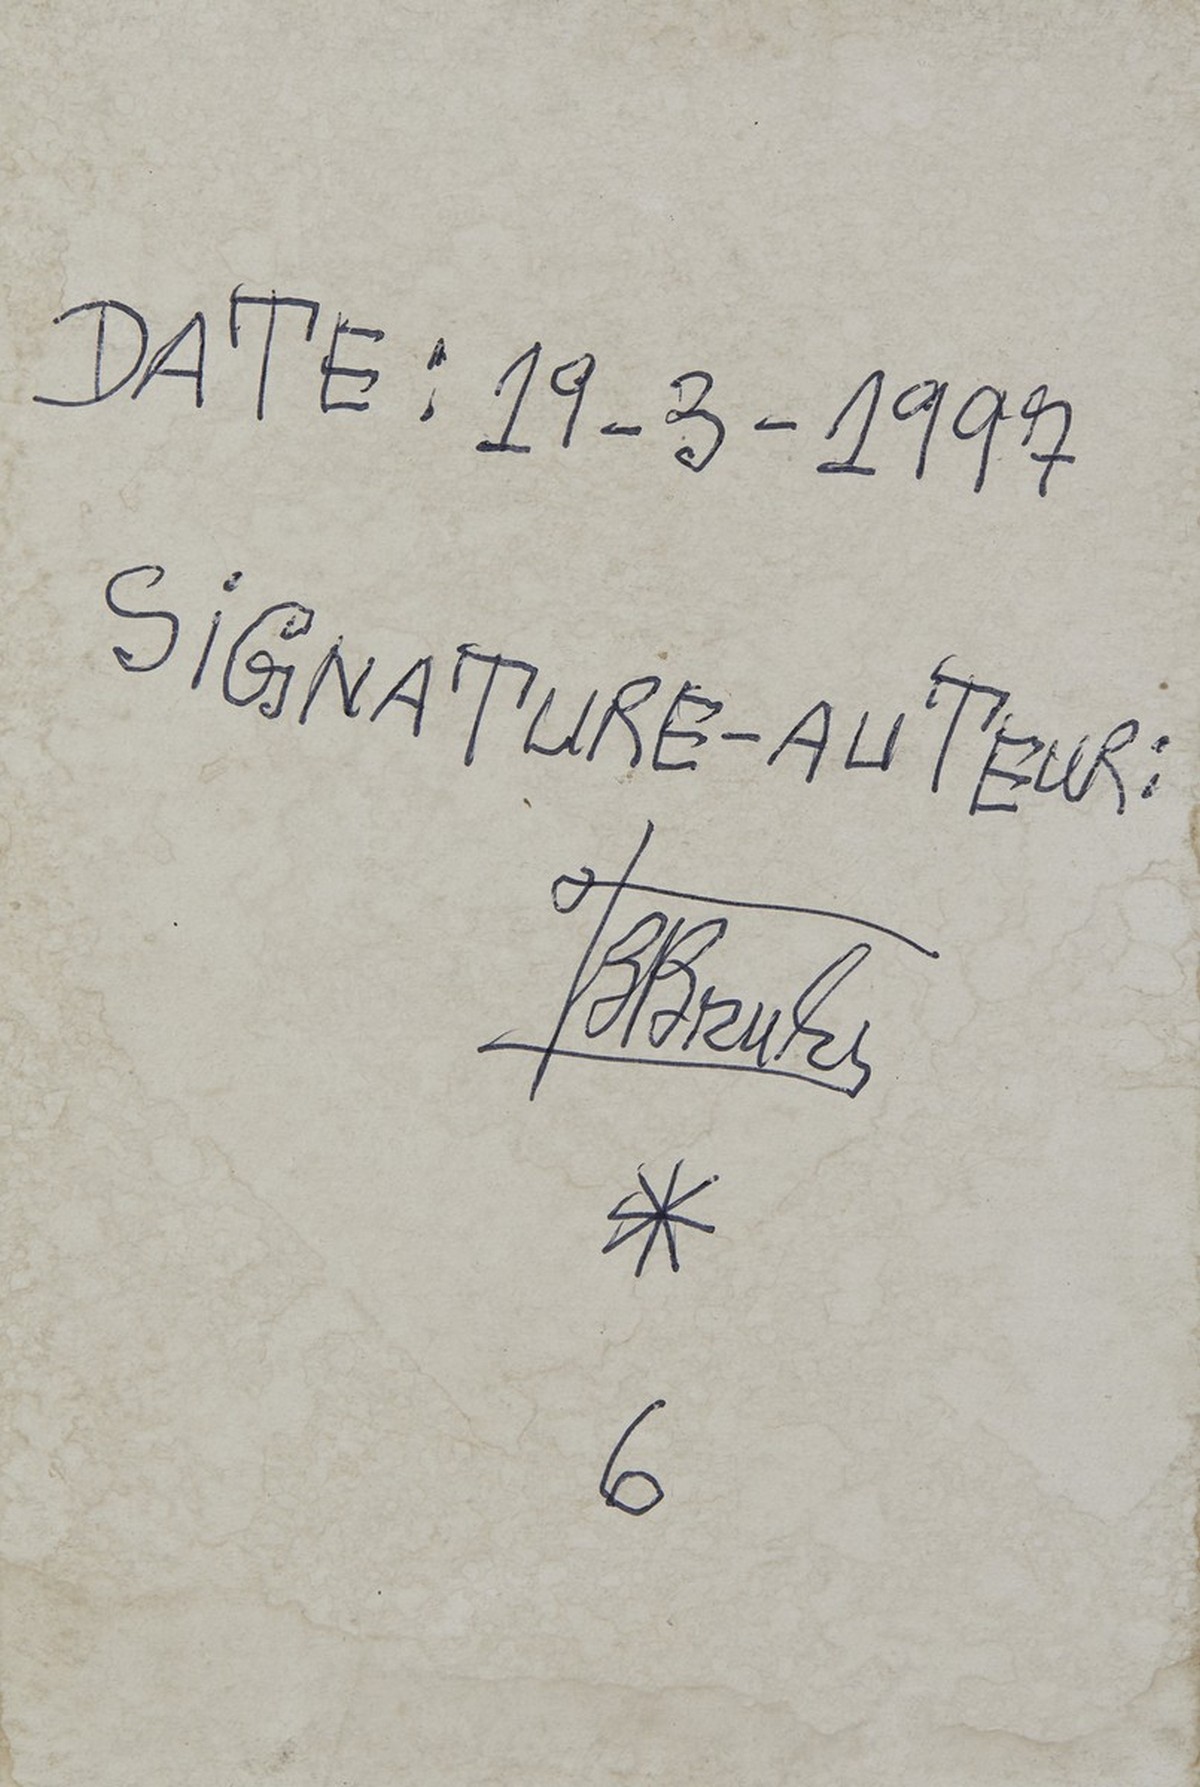 DATE: 19-3-1997
SiGNATURE-AUTEUR:
*
6